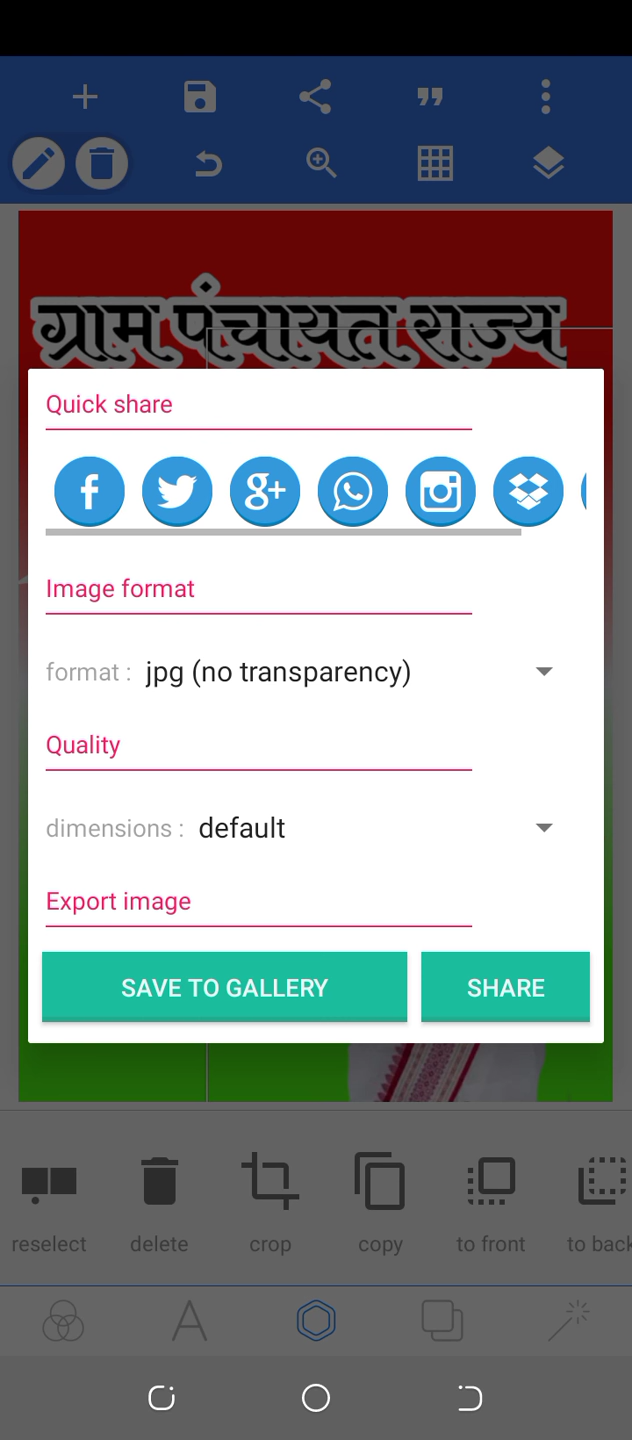 ग्राम पंचायत राज्य
Quick share
Image format
format : jpg (no transparency)
Quality
dimensions : default
Export image
SAVE TO GALLERY SHARE
reselect delete crop copy to front to back